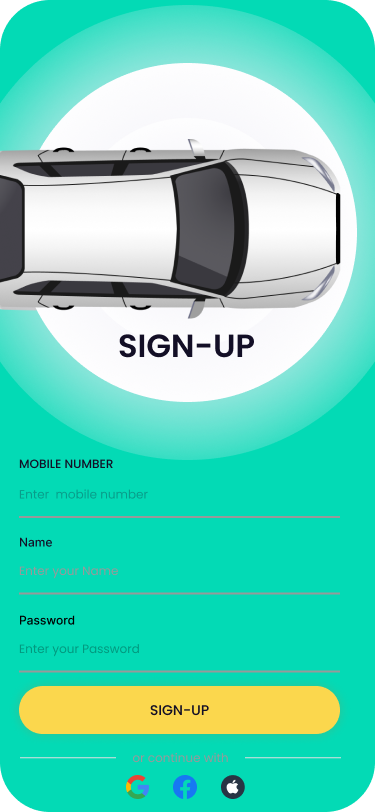 SIGN-UP
MOBILE NUMBER
Enter mobile number
Name
Enter your Name
Password
Enter your Password
SIGN-UP
or continue with